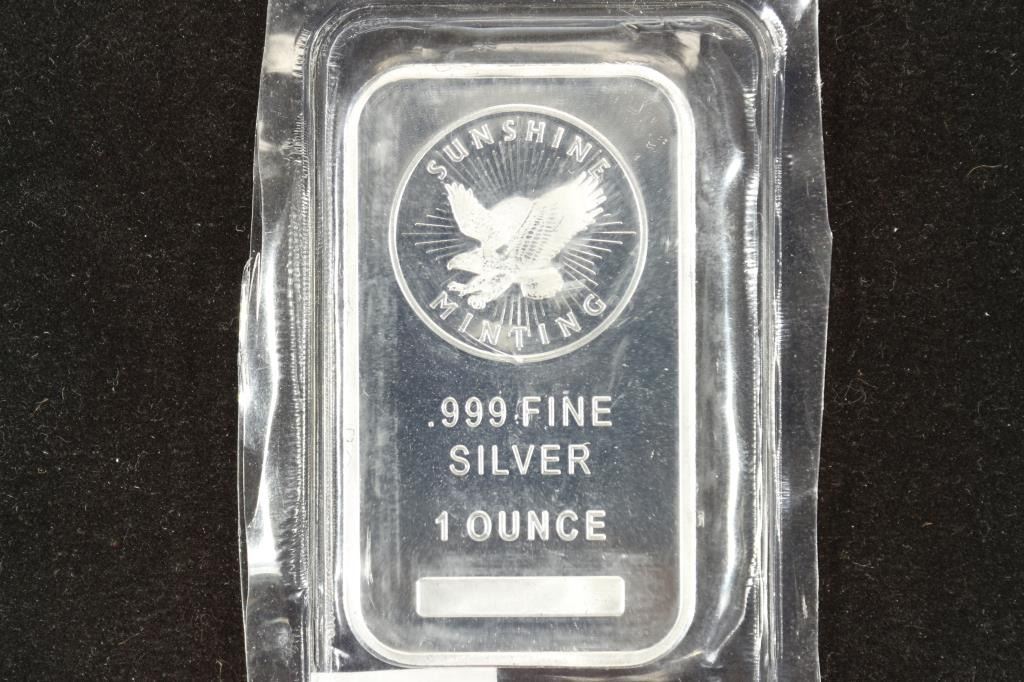 SUNSHINE
MINTING
.999 FINE
SILVER
1 OUNCE